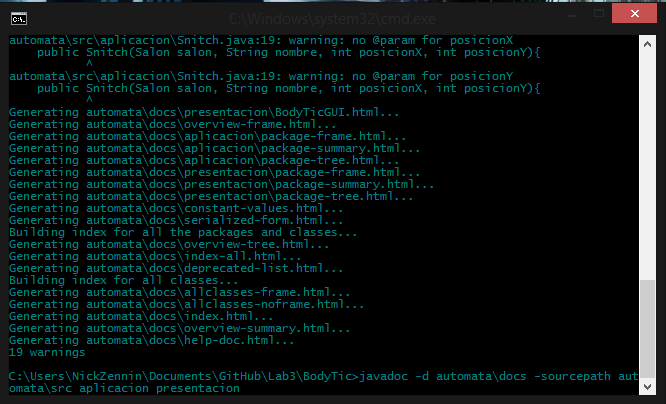 C:\Windows\system32\cmd.exe
automata\src\aplicacion\Snitch.java:19: warning: no @param for posicionX
    public Snitch(Salon salon, String nombre, int posicionX, int posicionY){
           ^
automata\src\aplicacion\Snitch.java:19: warning: no @param for posicionY
    public Snitch(Salon salon, String nombre, int posicionX, int posicionY){
           ^
Generating automata\docs\presentacion\BodyTicGUI.html...
Generating automata\docs\overview-frame.html...
Generating automata\docs\aplicacion\package-frame.html...
Generating automata\docs\aplicacion\package-summary.html...
Generating automata\docs\aplicacion\package-tree.html...
Generating automata\docs\presentacion\package-frame.html...
Generating automata\docs\presentacion\package-summary.html...
Generating automata\docs\presentacion\package-tree.html...
Generating automata\docs\constant-values.html...
Generating automata\docs\serialized-form.html...
Building index for all the packages and classes...
Generating automata\docs\overview-tree.html...
Generating automata\docs\index-all.html...
Generating automata\docs\deprecated-list.html...
Building index for all classes...
Generating automata\docs\allclasses-frame.html...
Generating automata\docs\allclasses-noframe.html...
Generating automata\docs\index.html...
Generating automata\docs\overview-summary.html...
Generating automata\docs\help-doc.html...
19 warnings
C:\Users\NickZennin\Documents\GitHub\Lab3\BodyTic>javadoc -d automata\docs -sourcepath aut
omata\src aplicacion presentacion